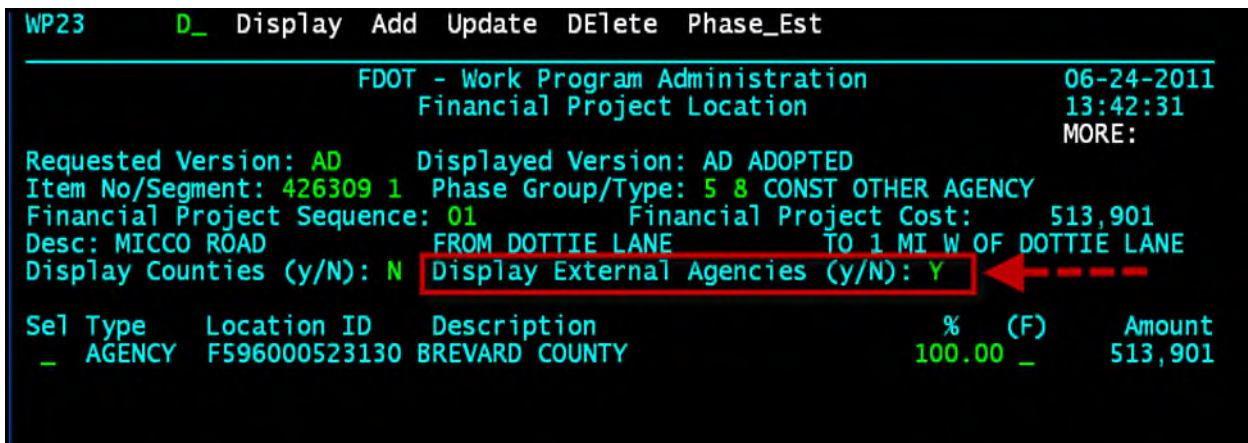 WP23 D_ Display Add Update DElete Phase_Est
FDOT - Work Program Administration 06-24-2011
Financial Project Location 13:42:31
MORE:
Requested Version: AD Displayed Version: AD ADOPTED
Item No/Segment: 426309 1 Phase Group/Type: 5 8 CONST OTHER AGENCY
Financial Project Sequence: 01 Financial Project Cost: 513,901
Desc: MICCO ROAD FROM DOTTIE LANE TO 1 MI W OF DOTTIE LANE
Display Counties (y/N): N Display External Agencies (y/N): Y
Sel Type Location ID Description % (F) Amount
_ AGENCY F596000523130 BREVARD COUNTY 100.00 _ 513,901